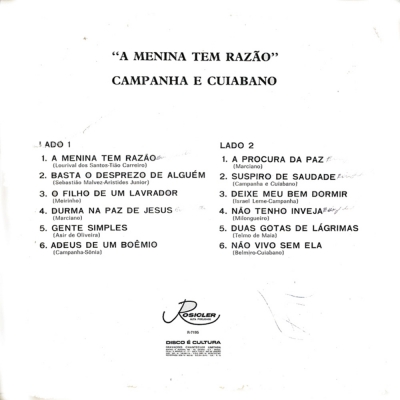 "A MENINA TEM RAZÃO"
CAMPANHA E CUIABANO
LADO 1
1. A MENINA TEM RAZÃO
(Lourival dos Santos-Tião Carreiro)
2. BASTA O DESPREZO DE ALGUÉM
(Sebastião Malvez-Aristides Junior)
3. O FILHO DE UM LAVRADOR
(Meirinho)
4. DURMA NA PAZ DE JESUS
(Marciano)
5. GENTE SIMPLES
(Asir de Oliveira)
6. ADEUS DE UM BOÊMIO
(Campanha-Sônia)
LADO 2
1. A PROCURA DA PAZ
(Marciano)
2. SUSPIRO DE SAUDADE
(Campanha e Cuiabano)
3. DEIXE MEU BEM DORMIR
(Israel Leme-Campanha)
4. NÃO TENHO INVEJA
(Milongueiro)
5. DUAS GOTAS DE LÁGRIMAS
(Telmo de Maia)
6. NÃO VIVO SEM ELA
(Belmiro-Cuiabano)
ROSICLER
DISCO É CULTURA